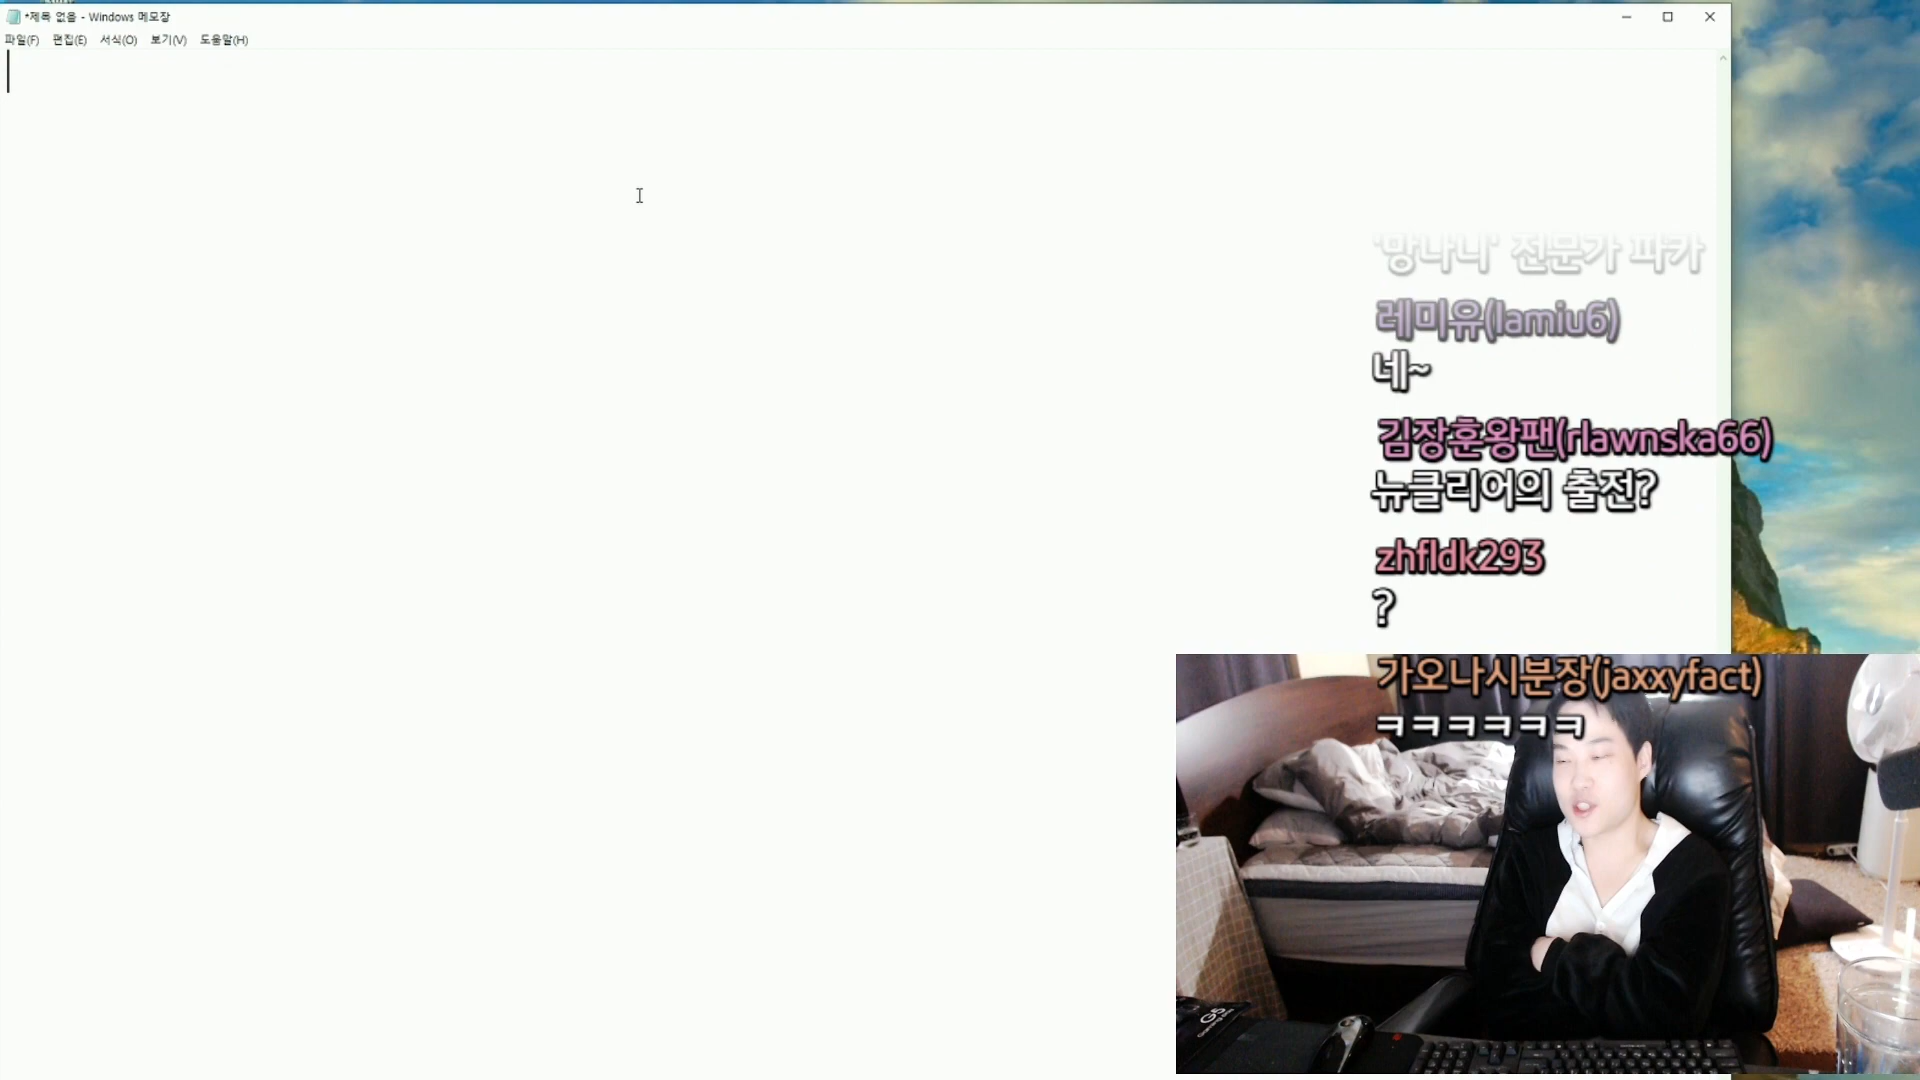 *제목 없음 - Windows 메모장
파일(F) 편집(E) 서식(O) 보기(V) 도움말(H)
'망나니' 전문가 파카
레미유(lamiu6)
네~
김장훈왕팬(rlawnska66)
뉴클리어의 출전?
zhfldk293
?
가오나시분장(jaxxyfact)
ㅋㅋㅋㅋㅋㅋ
G5